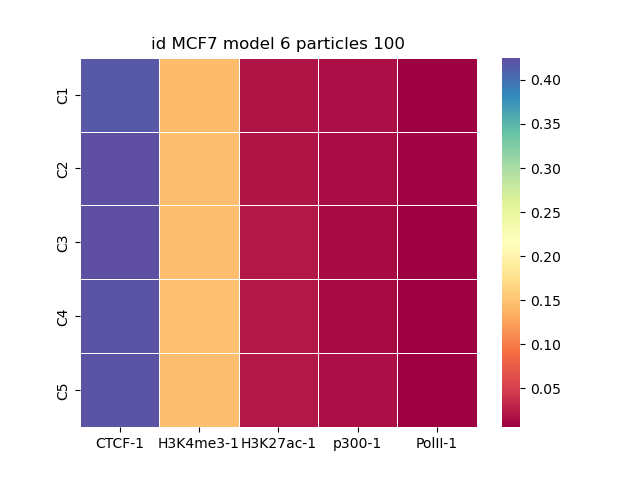 id MCF7 model 6 particles 100
C1
C2
C3
C4
C5
CTCF-1 H3K4me3-1 H3K27ac-1 p300-1 PolII-1
0.40
0.35
0.30
0.25
0.20
0.15
0.10
0.05